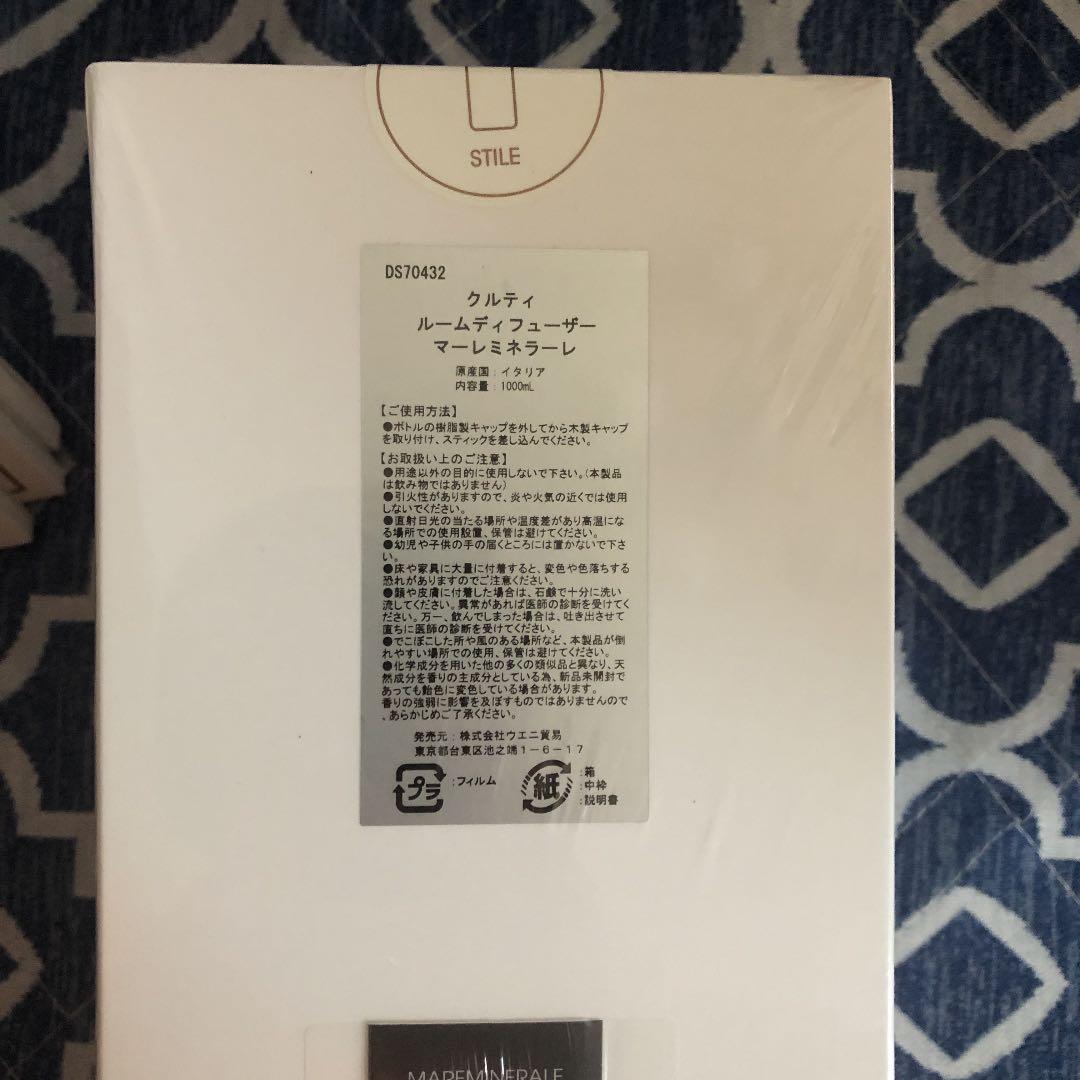 STILE
DS70432
クルティ
ルームディフューザー
マーレミネラーレ
原産国：イタリア
内容量：1000mL
【ご使用方法】
●ボトルの樹脂製キャップを外してから木製キャップ
を取り付け、スティックを差し込んでください。
【お取扱い上のご注意】
●用途以外の目的に使用しないで下さい。(本製品
は飲み物ではありません)
●引火性がありますので、炎や火気の近くでは使用
しないでください。
●直射日光の当たる場所や温度差があり高温にな
る場所での使用設置、保管は避けてください。
●幼児や子供の手の届くところには置かないで下さ
い。
●床や家具に大量に付着すると、変色や色落ちする
恐れがありますのでご注意ください。
●顔や皮膚に付着した場合は、石鹸で十分に洗い
流してください。異常があれば医師の診断を受けてく
ださい。万一、飲んでしまった場合は、吐き出させて
直ちに医師の診断を受けてください。
●でこぼこした所や風のある場所など、本製品が倒
れやすい場所での使用、保管は避けてください。
●化学成分を用いた他の多くの類似品と異なり、天
然成分を香りの主成分としている為、新品未開封で
あっても飴色に変色している場合があります。
香りの強弱に影響を及ぼすものではありませんので
、あらかじめご了承ください。
発売元：株式会社ウエニ貿易
東京都台東区池之端1-6-17
プラ
：フィルム
紙
：箱
：中枠
：説明書
MAREMINERALE